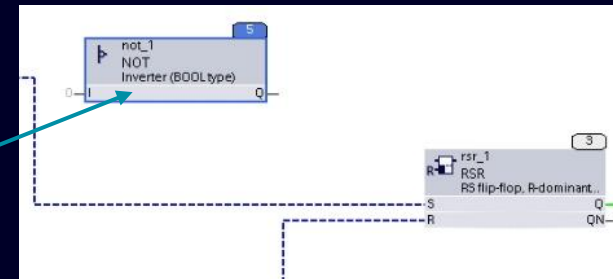 5
not_1
NOT
Inverter (BOOL type)
0 I Q
3
rsr_1
R RSR
RS flip-flop, R-dominant...
S Q
R QN